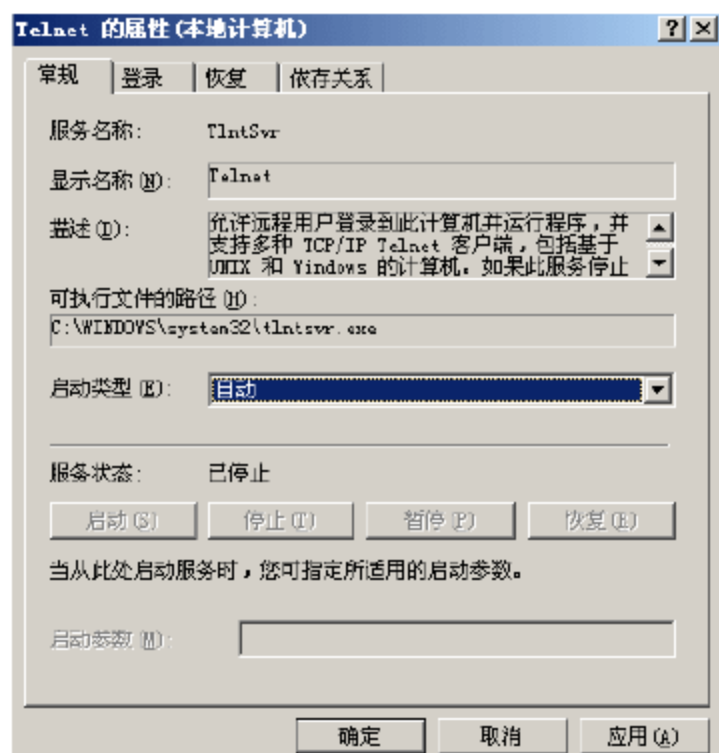 Telnet 的属性(本地计算机)
常规 登录 恢复 依存关系
服务名称: TlntSvr
显示名称(N): Telnet
描述(D): 允许远程用户登录到此计算机并运行程序，并
支持多种 TCP/IP Telnet 客户端，包括基于
UNIX 和 Windows 的计算机。如果此服务停止
可执行文件的路径(H):
C:\WINDOWS\system32\tlntsvr.exe
启动类型(E): 自动
服务状态: 已停止
启动(S) 停止(T) 暂停(P) 恢复(R)
当从此处启动服务时，您可指定所适用的启动参数。
启动参数(M):
确定 取消 应用(A)